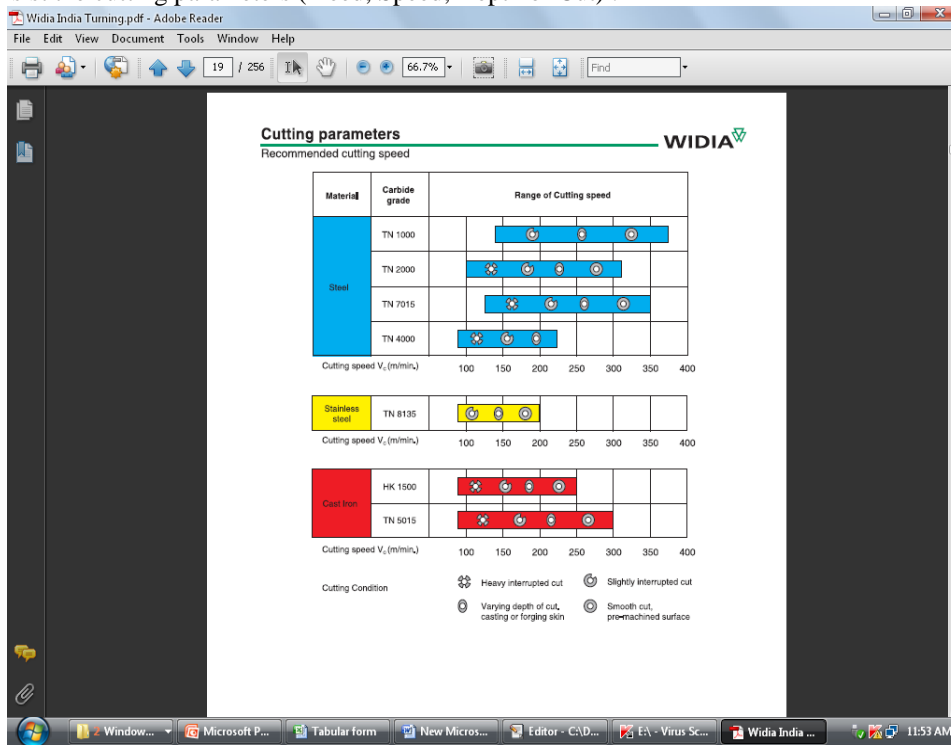 Widia India Turning.pdf - Adobe Reader
File Edit View Document Tools Window Help
19 / 256 66.7% Find
Cutting parameters
WIDIA
Recommended cutting speed
Material Carbide grade Range of Cutting speed
Steel
TN 1000
TN 2000
TN 7015
TN 4000
Cutting speed Vc (m/min.) 100 150 200 250 300 350 400
Stainless steel TN 8135
Cutting speed Vc (m/min.) 100 150 200 250 300 350 400
Cast Iron
HK 1500
TN 5015
Cutting speed Vc (m/min.) 100 150 200 250 300 350 400
Cutting Condition
Heavy interrupted cut
Slightly interrupted cut
Varying depth of cut,
casting or forging skin
Smooth cut,
pre-machined surface
2 Window... Microsoft P... Tabular form New Micros... Editor - C:\D... E:\ - Virus Sc... Widia India ... 11:53 AM